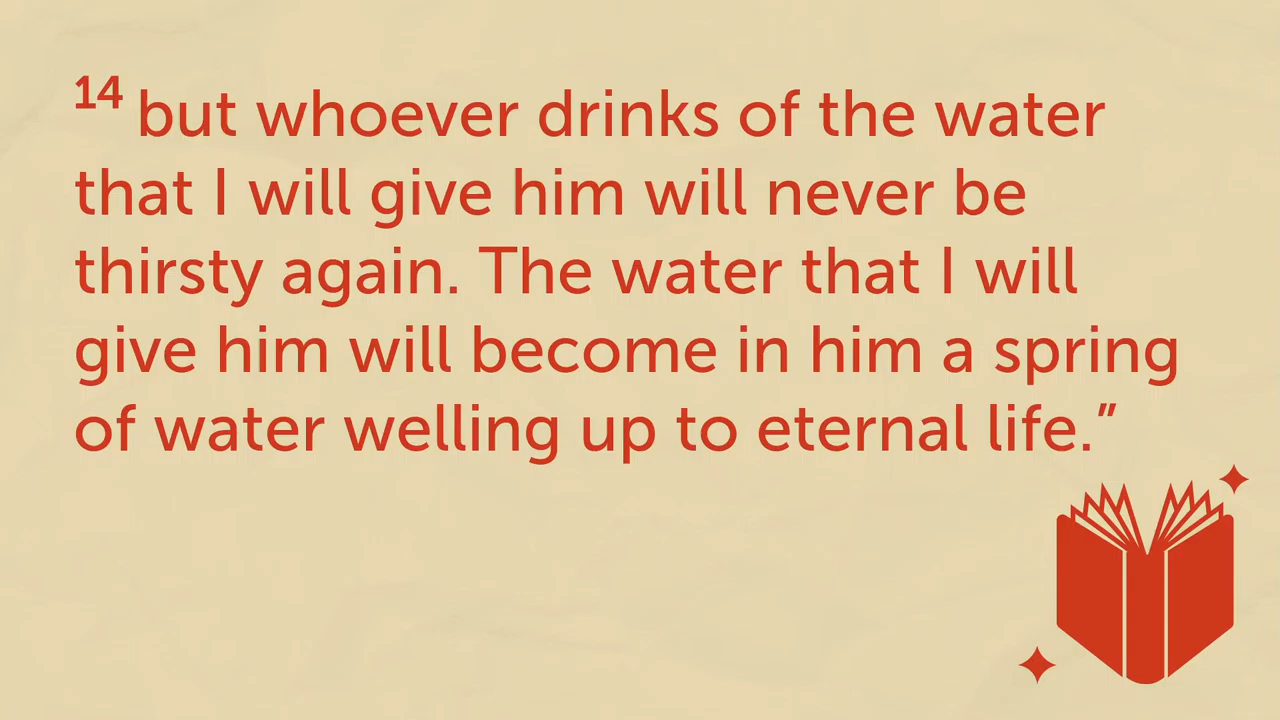 14 but whoever drinks of the water
that I will give him will never be
thirsty again. The water that I will
give him will become in him a spring
of water welling up to eternal life.”